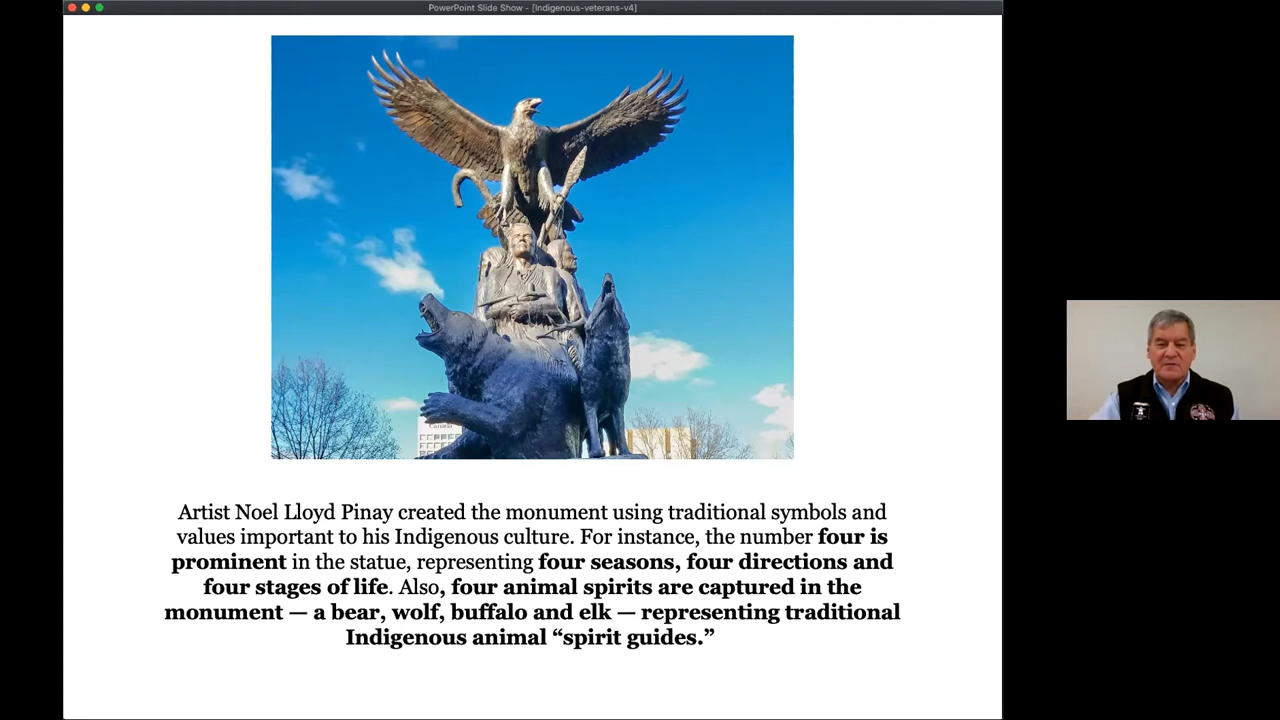 PowerPoint Slide Show - [Indigenous-veterans-v4]
Canada
Artist Noel Lloyd Pinay created the monument using traditional symbols and
values important to his Indigenous culture. For instance, the number four is
prominent in the statue, representing four seasons, four directions and
four stages of life. Also, four animal spirits are captured in the
monument — a bear, wolf, buffalo and elk — representing traditional
Indigenous animal “spirit guides.”